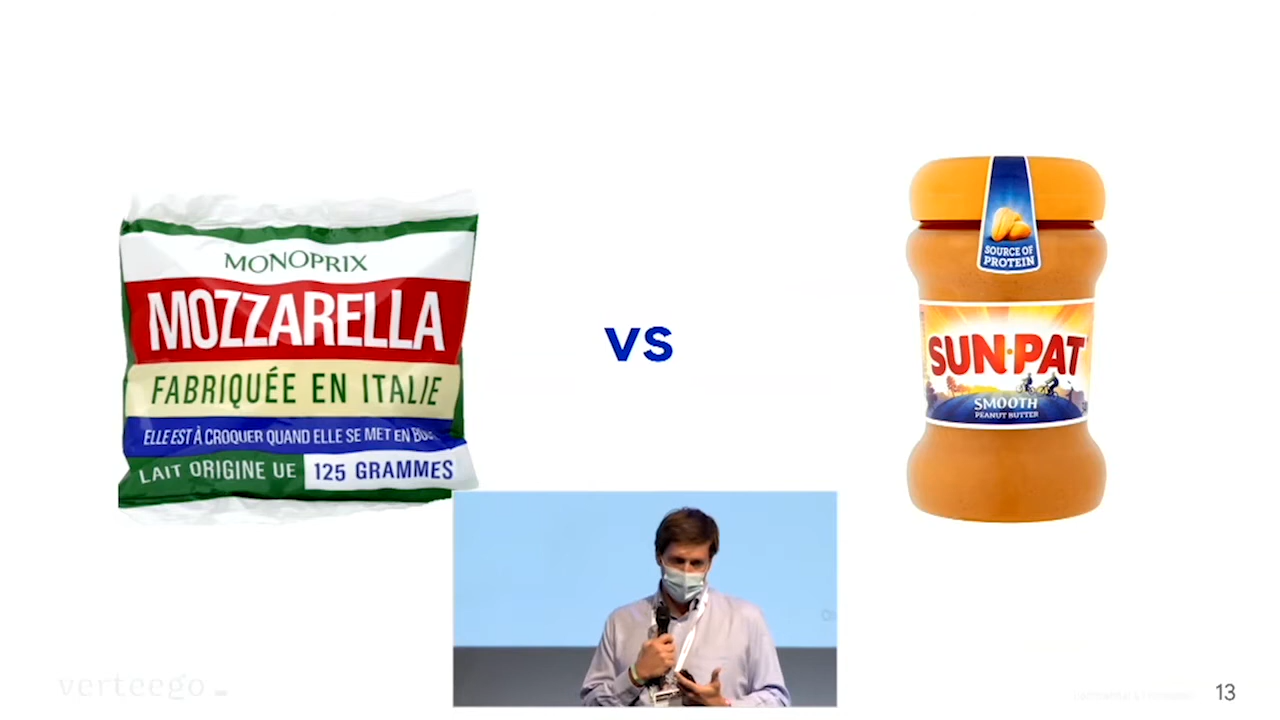 MONOPRIX
MOZZARELLA
FABRIQUÉE EN ITALIE
ELLE EST À CROQUER QUAND ELLE SE MET EN
LAIT ORIGINE UE 125 GRAMMES
vs
SOURCE OF
PROTEIN
SUN·PAT
SMOOTH
PEANUT BUTTER
verteego
13